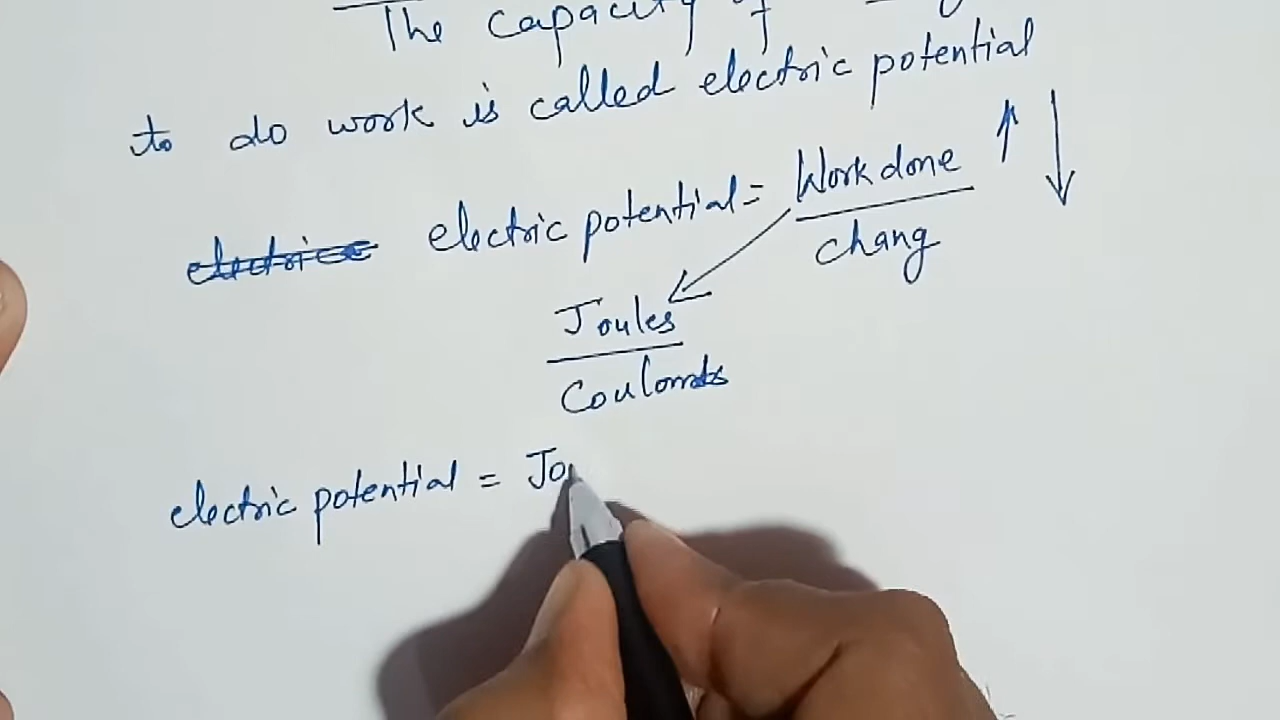 The capacity of
to do work is called electric potential
electric potential = Work done
chang
Joules
Coulombs
electric potential = Jo